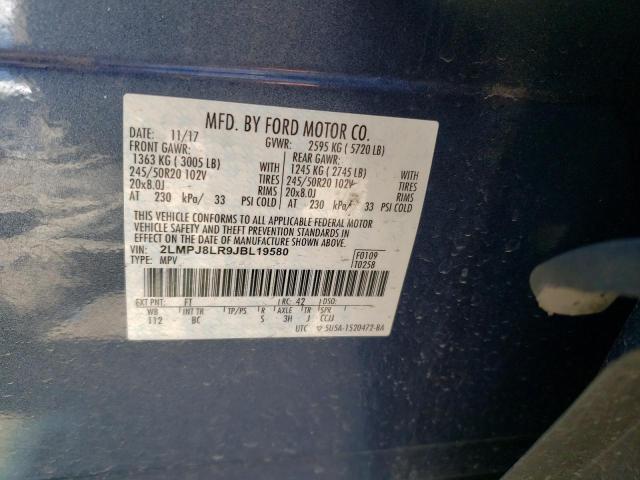 MFD. BY FORD MOTOR CO.
DATE: 11/17 GVWR: 2595 KG ( 5720 LB)
FRONT GAWR: REAR GAWR:
1363 KG ( 3005 LB) WITH 1245 KG ( 2745 LB) WITH
245/50R20 102V TIRES 245/50R20 102V TIRES
20x8.0J RIMS 20x8.0J RIMS
AT 230 kPa/ 33 PSI COLD AT 230 kPa/ 33 PSI COLD
THIS VEHICLE CONFORMS TO ALL APPLICABLE FEDERAL MOTOR
VEHICLE SAFETY AND THEFT PREVENTION STANDARDS IN
EFFECT ON THE DATE OF MANUFACTURE SHOWN ABOVE.
VIN: 2LMPJ8LR9JBL19580 F0109
TYPE: MPV T0258
EXT PNT: FT RC: 42 DSO:
WB INT TR TP/PS R AXLE TR SPR
112 BC S 3H J CCJJ
UTC 5U5A-1520472-BA